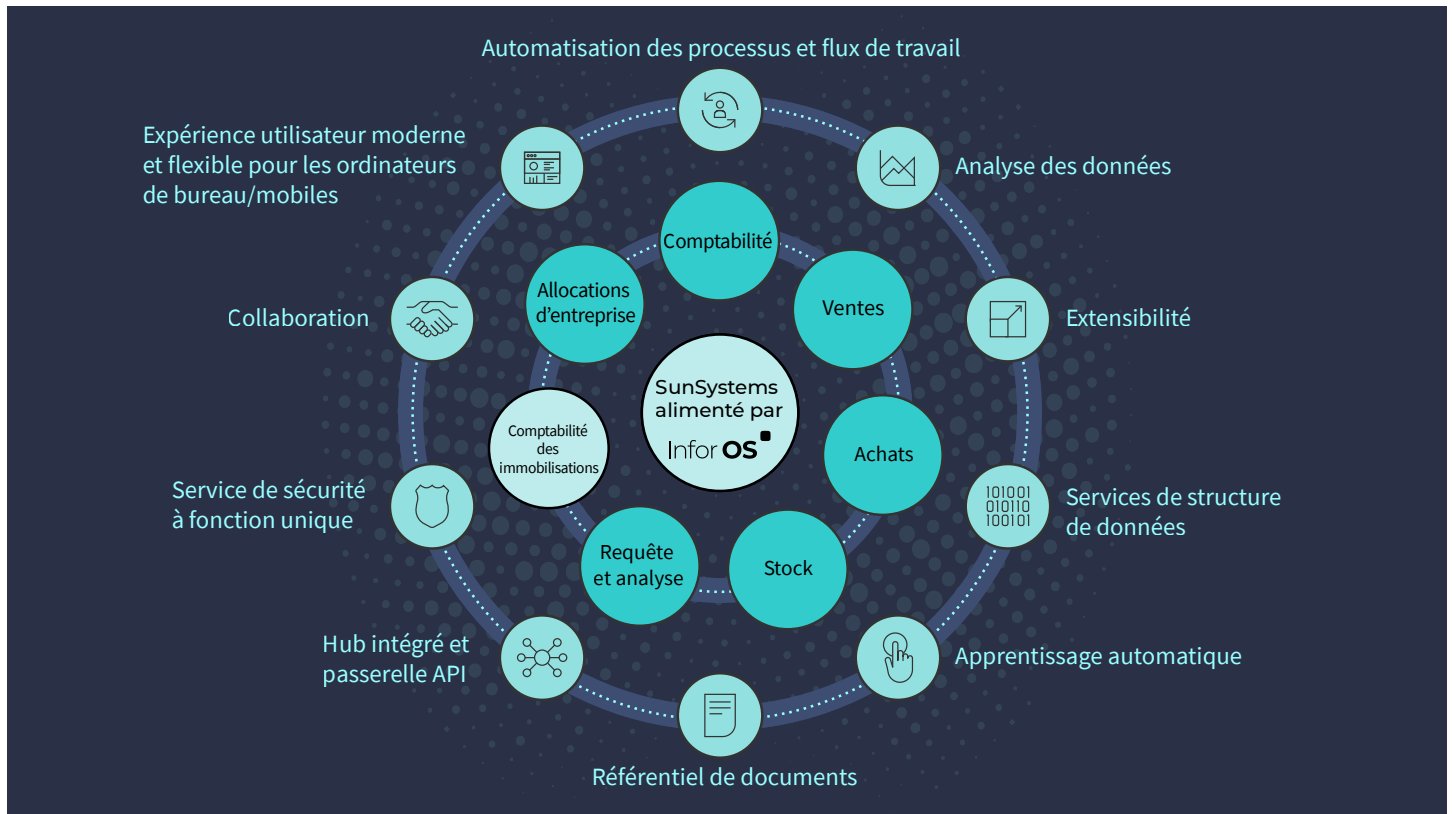 Automatisation des processus et flux de travail
Expérience utilisateur moderne
et flexible pour les ordinateurs
de bureau/mobiles
Analyse des données
Comptabilité
Allocations
d’entreprise
Ventes
Collaboration
Extensibilité
SunSystems
alimenté par
Infor OS
Comptabilité
des
immobilisations
Achats
Service de sécurité
à fonction unique
101001
010110
100101
Services de structure
de données
Requête
et analyse
Stock
Hub intégré et
passerelle API
Apprentissage automatique
Référentiel de documents